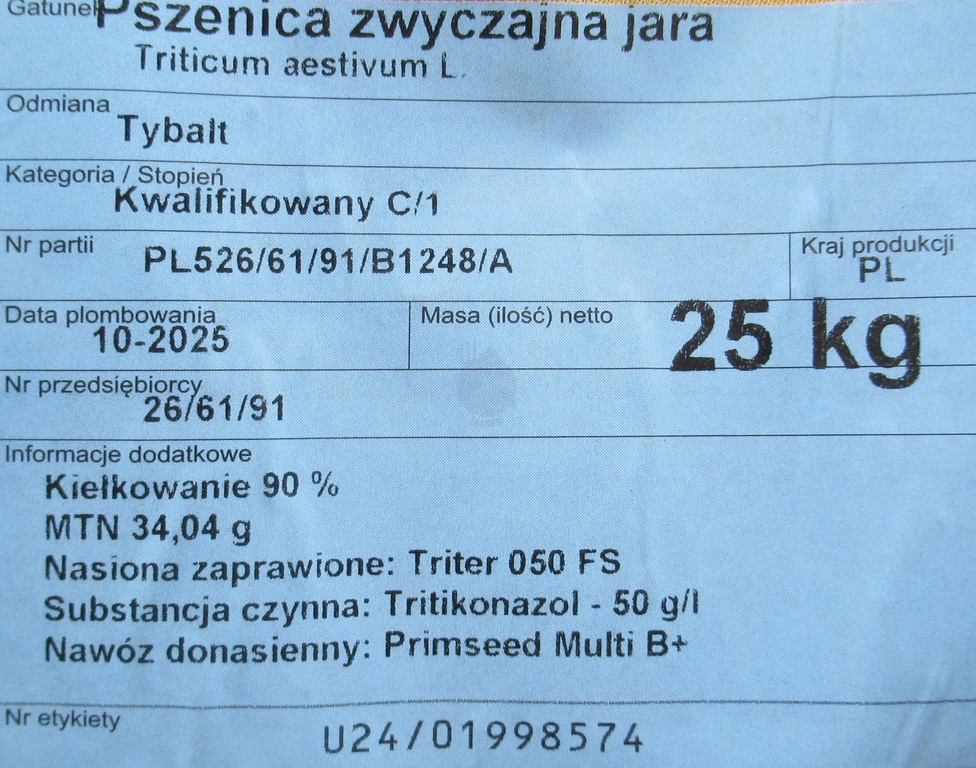 Gatunek Pszenica zwyczajna jara
Triticum aestivum L.
Odmiana
Tybalt
Kategoria / Stopień
Kwalifikowany C/1
Nr partii PL526/61/91/B1248/A
Kraj produkcji
PL
Data plombowania
10-2025
Masa (ilość) netto 25 kg
Nr przedsiębiorcy
26/61/91
Informacje dodatkowe
Kiełkowanie 90 %
MTN 34,04 g
Nasiona zaprawione: Triter 050 FS
Substancja czynna: Tritikonazol - 50 g/l
Nawóz donasienny: Primseed Multi B+
Nr etykiety
U24/01998574